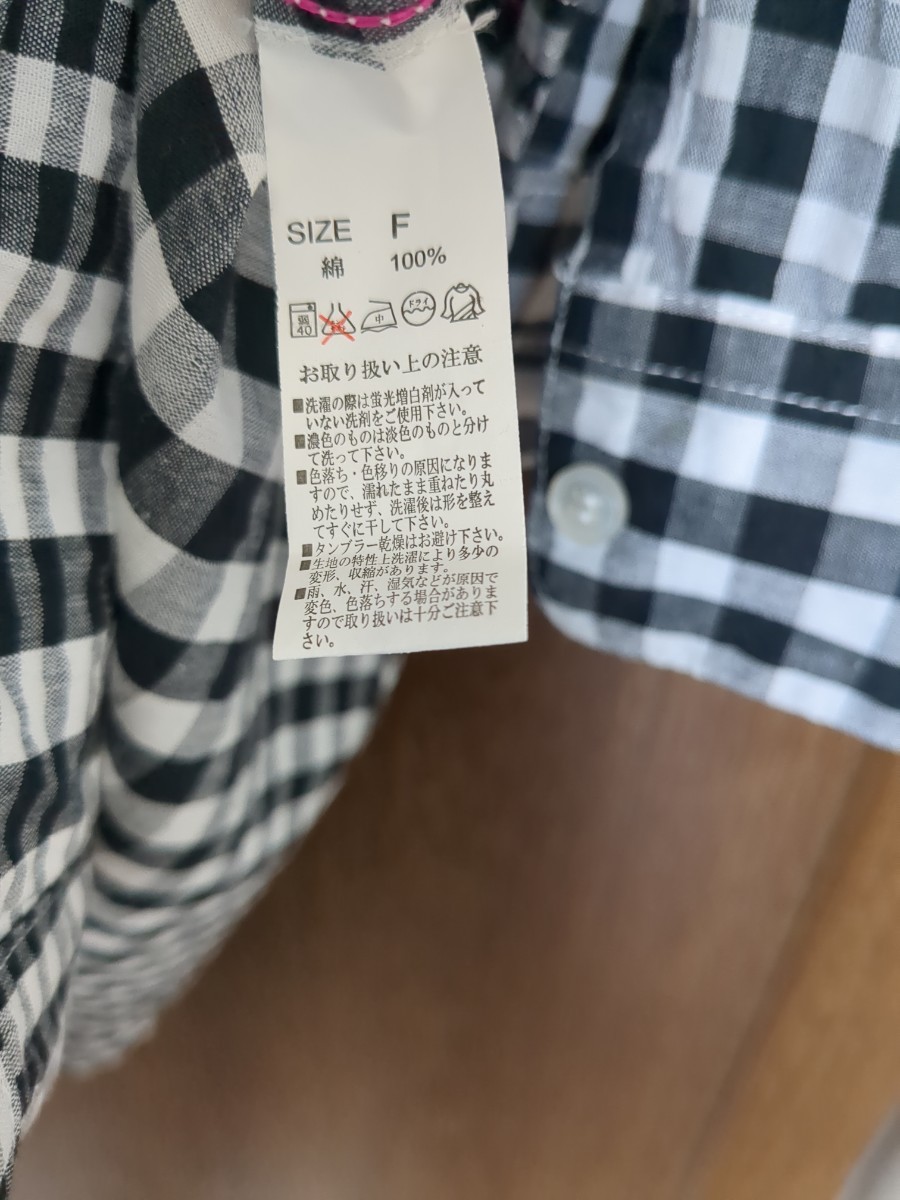 SIZE F
綿 100%
弱 40 中 ドライ
お取り扱い上の注意
■洗濯の際は蛍光増白剤が入って
いない洗剤をご使用下さい。
■濃色のものは淡色のものと分け
て洗って下さい。
■色落ち・色移りの原因になりま
すので、濡れたまま重ねたり丸
めたりせず、洗濯後は形を整え
てすぐに干して下さい。
■タンブラー乾燥はお避け下さい。
■生地の特性上洗濯により多少の
変形、収縮があります。
■雨、水、汗、湿気などが原因で
変色、色落ちする場合がありま
すので取り扱いは十分ご注意下
さい。